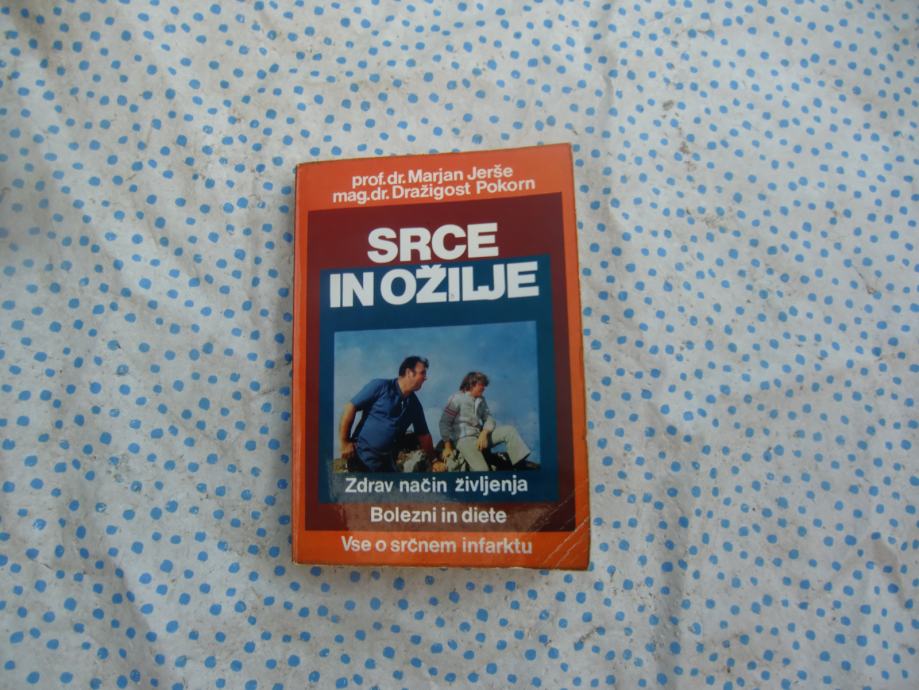 prof.dr. Marjan Jerše
mag.dr. Dražigost Pokorn
SRCE
IN OŽILJE
Zdrav način življenja
Bolezni in diete
Vse o srčnem infarktu